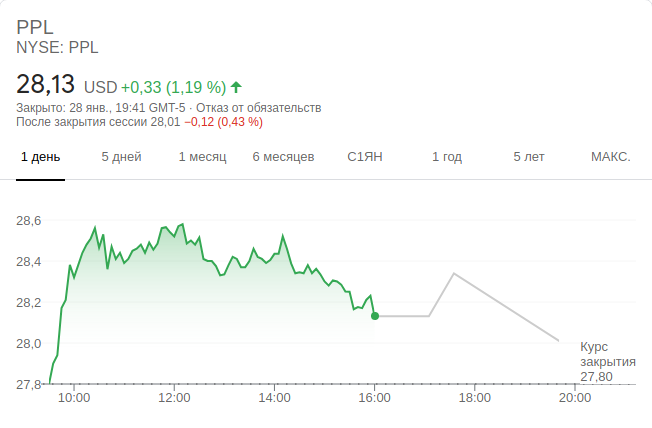 PPL
NYSE: PPL
28,13 USD +0,33 (1,19 %)
Закрыто: 28 янв., 19:41 GMT-5 · Отказ от обязательств
После закрытия сессии 28,01 −0,12 (0,43 %)
1 день 5 дней 1 месяц 6 месяцев С1ЯН 1 год 5 лет МАКС.
28,6
28,4
28,2
28,0
Курс
закрытия
27,80
27,8
10:00 12:00 14:00 16:00 18:00 20:00